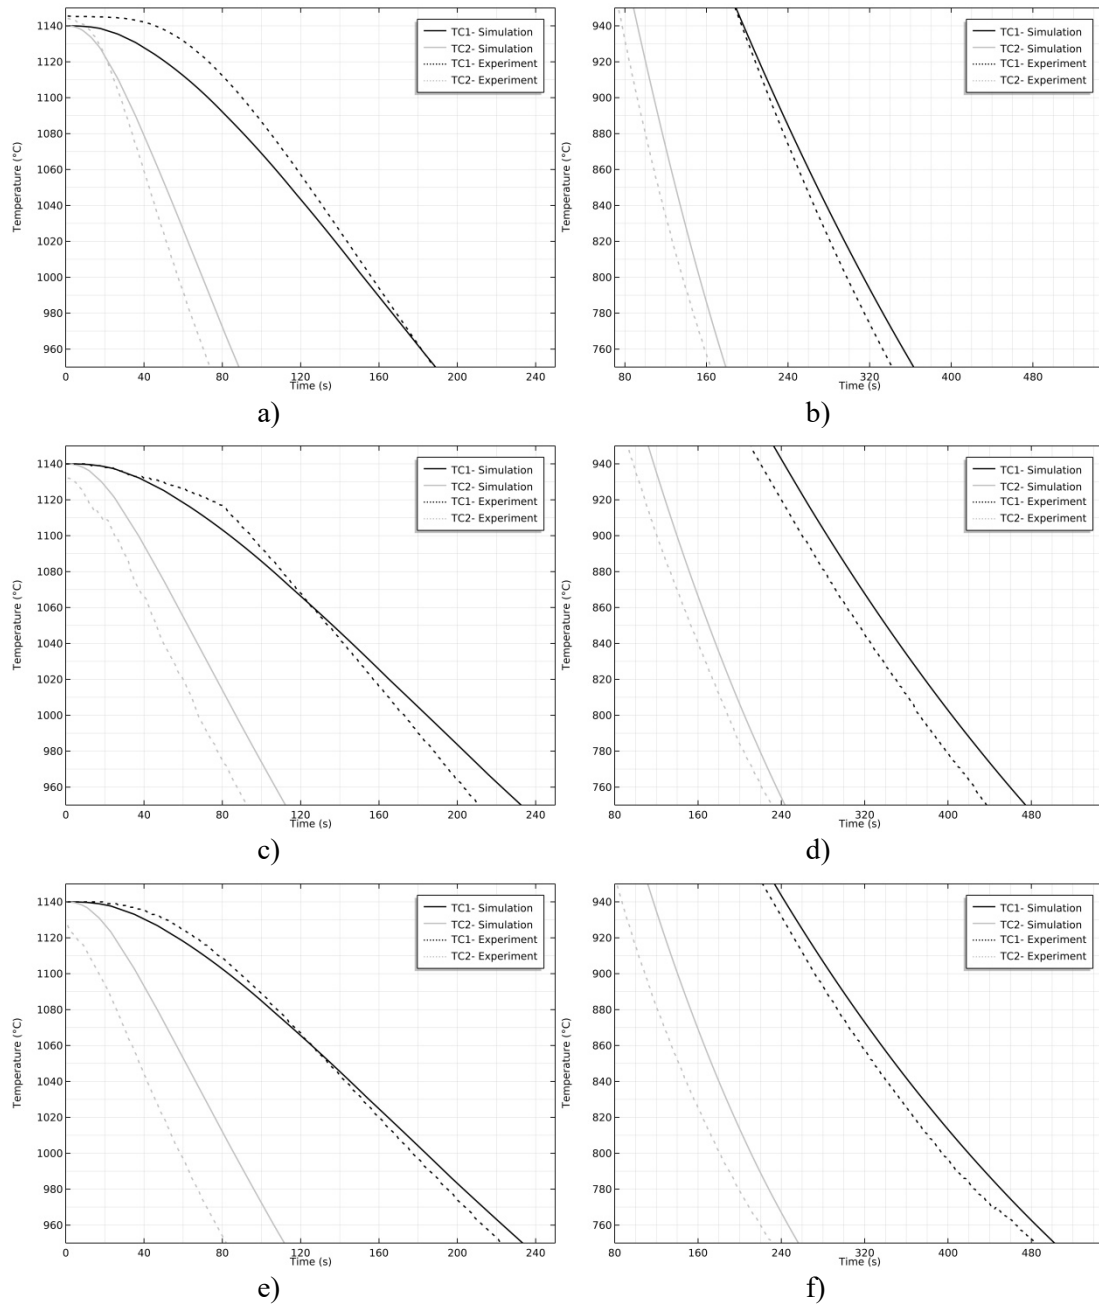 1140
1120
1100
1080
1060
1040
1020
1000
980
960
Temperature (°C)
0 40 80 120 160 200 240
Time (s)
TC1- Simulation
TC2- Simulation
TC1- Experiment
TC2- Experiment
a)
940
920
900
880
860
840
820
800
780
760
Temperature (°C)
80 160 240 320 400 480
Time (s)
TC1- Simulation
TC2- Simulation
TC1- Experiment
TC2- Experiment
b)
1140
1120
1100
1080
1060
1040
1020
1000
980
960
Temperature (°C)
0 40 80 120 160 200 240
Time (s)
TC1- Simulation
TC2- Simulation
TC1- Experiment
TC2- Experiment
c)
940
920
900
880
860
840
820
800
780
760
Temperature (°C)
80 160 240 320 400 480
Time (s)
TC1- Simulation
TC2- Simulation
TC1- Experiment
TC2- Experiment
d)
1140
1120
1100
1080
1060
1040
1020
1000
980
960
Temperature (°C)
0 40 80 120 160 200 240
Time (s)
TC1- Simulation
TC2- Simulation
TC1- Experiment
TC2- Experiment
e)
940
920
900
880
860
840
820
800
780
760
Temperature (°C)
80 160 240 320 400 480
Time (s)
TC1- Simulation
TC2- Simulation
TC1- Experiment
TC2- Experiment
f)